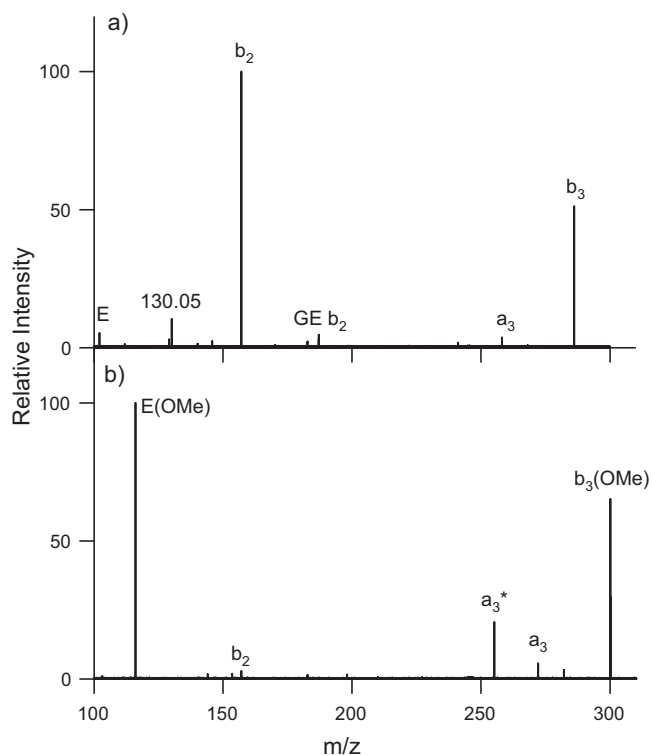 a)
b₂
100
b₃
50
130.05
E
GE b₂
a₃
0
Relative Intensity
b)
100
E(OMe)
b₃(OMe)
50
a₃*
a₃
b₂
0
100 150 200 250 300
m/z